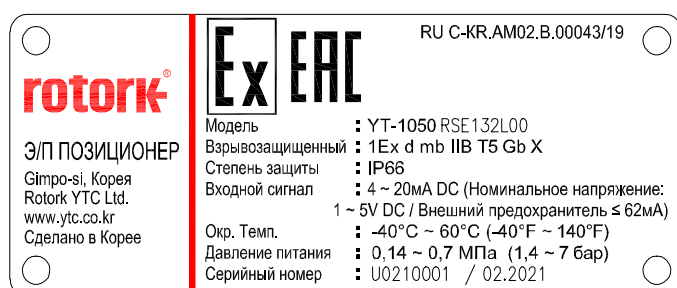 rotork®
Э/П ПОЗИЦИОНЕР
Gimpo-si, Корея
Rotork YTC Ltd.
www.ytc.co.kr
Сделано в Корее
Ex EAC
RU C-KR.AM02.B.00043/19
Модель : YT-1050 RSE132L00
Взрывозащищенный : 1Ex d mb IIB T5 Gb X
Степень защиты : IP66
Входной сигнал : 4 ~ 20мА DC (Номинальное напряжение:
1 ~ 5V DC / Внешний предохранитель ≤ 62мА)
Окр. Темп. : -40°C ~ 60°C (-40°F ~ 140°F)
Давление питания : 0,14 ~ 0,7 МПа (1,4 ~ 7 бар)
Серийный номер : U0210001 / 02.2021